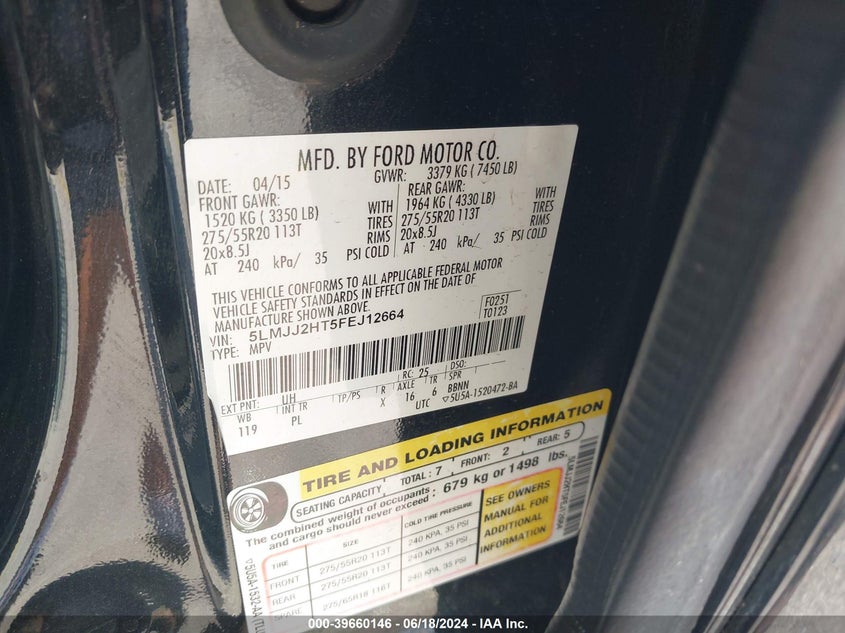 MFD. BY FORD MOTOR CO.
DATE: 04/15 GVWR: 3379 KG ( 7450 LB)
FRONT GAWR: REAR GAWR:
1520 KG ( 3350 LB) WITH 1964 KG ( 4330 LB) WITH
275/55R20 113T TIRES 275/55R20 113T TIRES
20x8.5J RIMS 20x8.5J RIMS
AT 240 kPa/ 35 PSI COLD AT 240 kPa/ 35 PSI COLD
THIS VEHICLE CONFORMS TO ALL APPLICABLE FEDERAL MOTOR
VEHICLE SAFETY STANDARDS IN EFFECT ON THE DATE OF
MANUFACTURE SHOWN ABOVE.
F0251
T0123
VIN: 5LMJJ2HT5FEJ12664
TYPE: MPV
EXT PNT: UH RC: 25 DSO:
WB INT TR TP/PS R AXLE TR SPR
119 PL X 16 6 BBNN
UTC ▽5U5A-1520472-BA
TIRE AND LOADING INFORMATION
SEATING CAPACITY TOTAL: 7 FRONT: 2 REAR: 5
The combined weight of occupants
and cargo should never exceed : 679 kg or 1498 lbs.
TIRE SIZE COLD TIRE PRESSURE
FRONT 275/55R20 113T 240 KPA, 35 PSI
REAR 275/55R20 113T 240 KPA, 35 PSI
SPARE 275/65R18 116T 240 KPA, 35 PSI
SEE OWNERS
MANUAL FOR
ADDITIONAL
INFORMATION
000-39660146 - 06/18/2024 - IAA Inc.